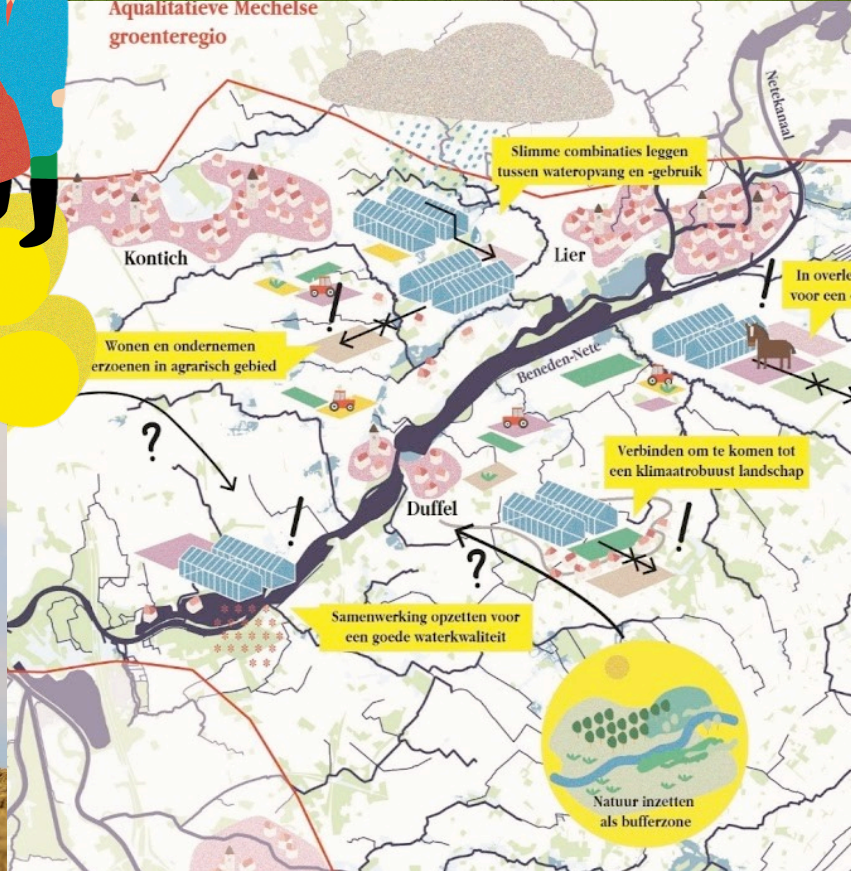 Aqualitatieve Mechelse
groenteregio
Netekanaal
Slimme combinaties leggen
tussen wateropvang en -gebruik
Kontich
Lier
In overle
voor een
Wonen en ondernemen
erzoenen in agrarisch gebied
Beneden-Nete
!
!
?
Verbinden om te komen tot
een klimaatrobuust landschap
Duffel
!
!
?
Samenwerking opzetten voor
een goede waterkwaliteit
Natuur inzetten
als bufferzone